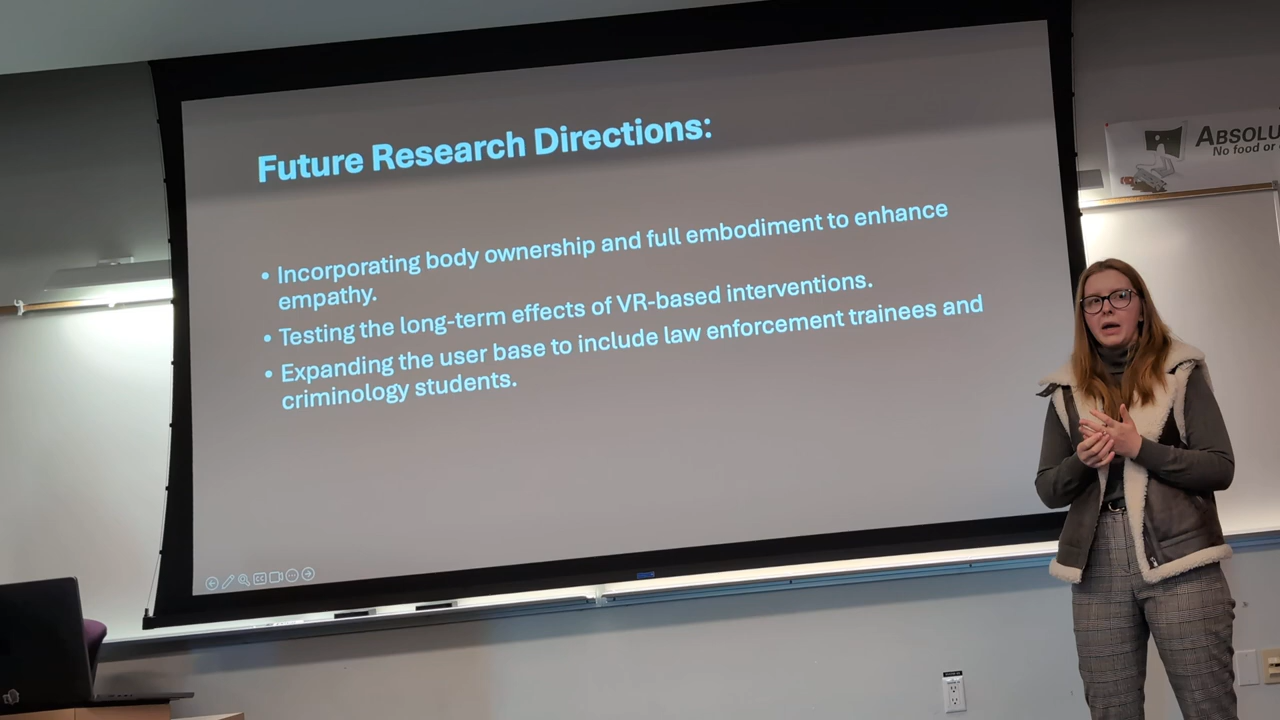 Future Research Directions:
• Incorporating body ownership and full embodiment to enhance
empathy.
• Testing the long-term effects of VR-based interventions.
• Expanding the user base to include law enforcement trainees and
criminology students.
ABSOLU
No food or
CC